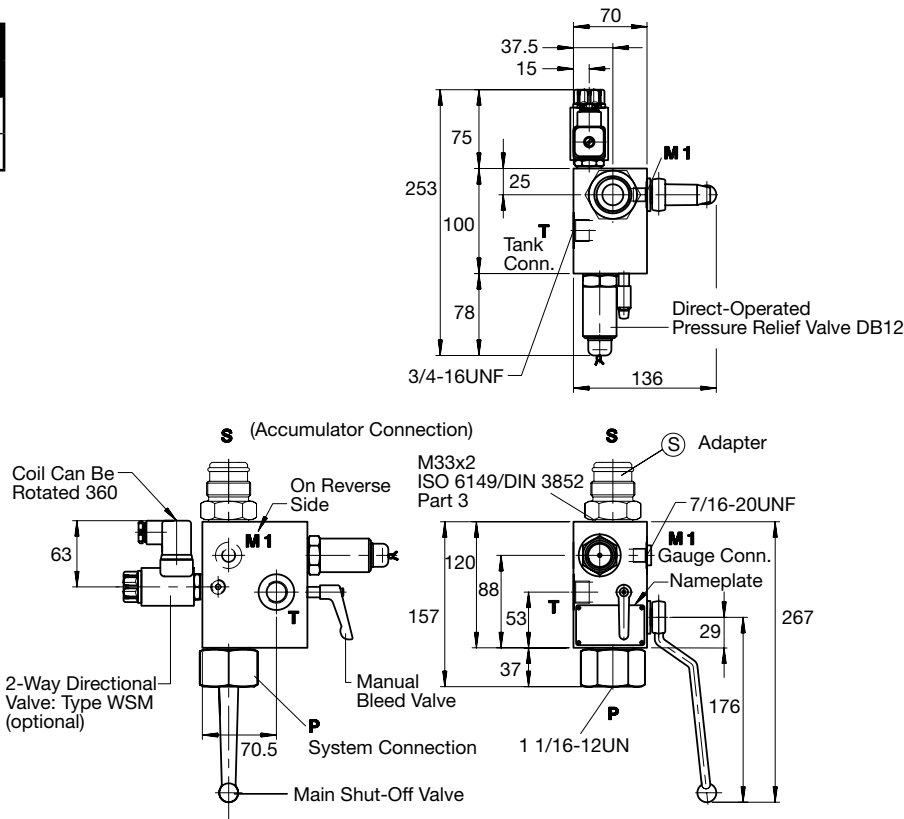 70
37.5
15
75
M 1
25
253
100
T
Tank
Conn.
78
Direct-Operated
Pressure Relief Valve DB12
3/4-16UNF
136
S (Accumulator Connection)
S
S Adapter
Coil Can Be
Rotated 360
On Reverse
Side
M33x2
ISO 6149/DIN 3852
Part 3
7/16-20UNF
63
M 1
M 1
Gauge Conn.
Nameplate
120
88
T
T
157
53
29
267
37
176
2-Way Directional
Valve: Type WSM
(optional)
Manual
Bleed Valve
P
System Connection
70.5
P
1 1/16-12UN
Main Shut-Off Valve